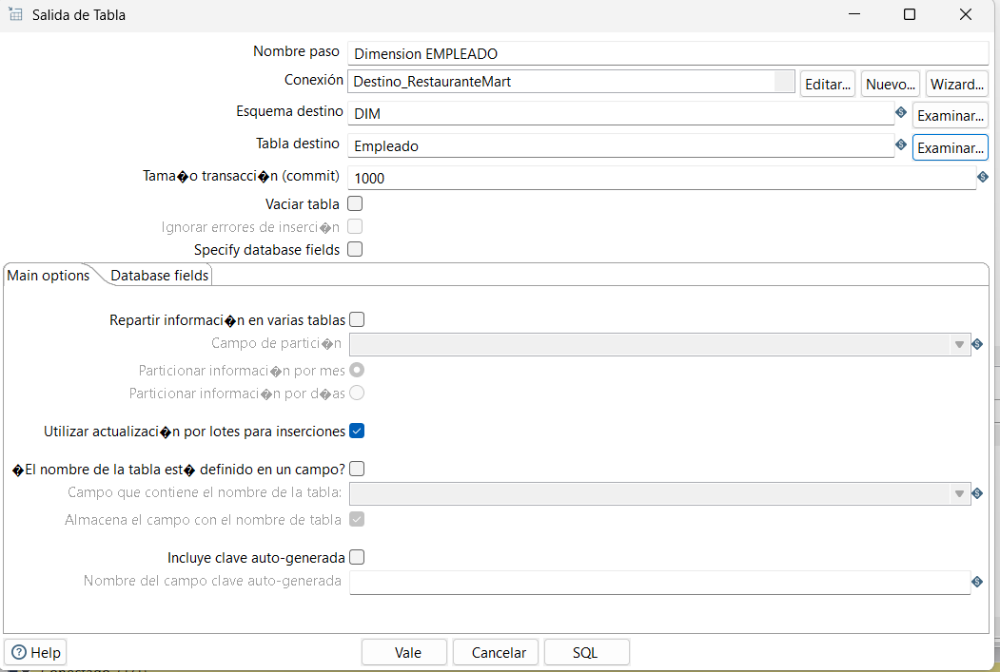 Salida de Tabla
Nombre paso Dimension EMPLEADO
Conexión Destino_RestauranteMart Editar... Nuevo... Wizard...
Esquema destino DIM Examinar...
Tabla destino Empleado Examinar...
Tama�o transacci�n (commit) 1000
Vaciar tabla
Ignorar errores de inserci�n
Specify database fields
Main options Database fields
Repartir informaci�n en varias tablas
Campo de partici�n
Particionar informaci�n por mes
Particionar informaci�n por d�as
Utilizar actualizaci�n por lotes para inserciones
�El nombre de la tabla est� definido en un campo?
Campo que contiene el nombre de la tabla:
Almacena el campo con el nombre de tabla
Incluye clave auto-generada
Nombre del campo clave auto-generada
Help Vale Cancelar SQL